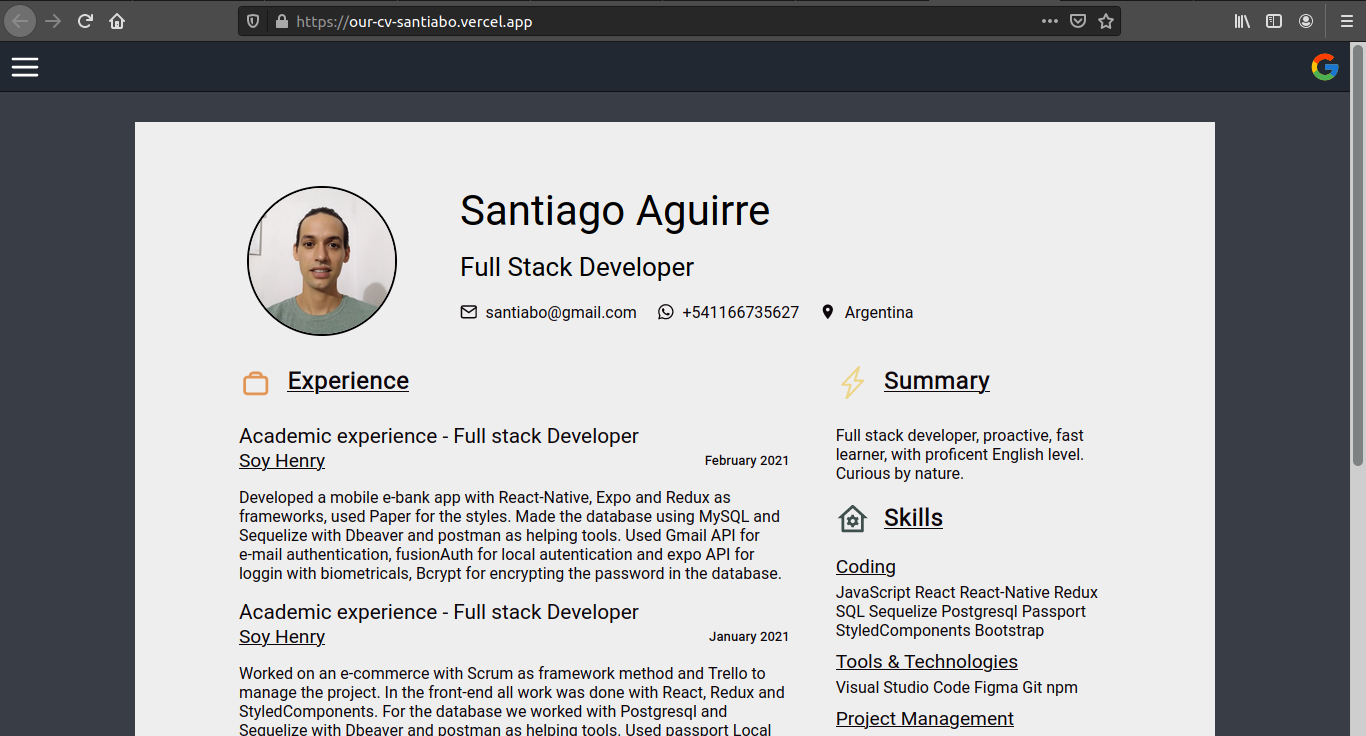 https://our-cv-santiabo.vercel.app
Santiago Aguirre
Full Stack Developer
santiabo@gmail.com +541166735627 Argentina
Experience
Academic experience - Full stack Developer
Soy Henry February 2021
Developed a mobile e-bank app with React-Native, Expo and Redux as
frameworks, used Paper for the styles. Made the database using MySQL and
Sequelize with Dbeaver and postman as helping tools. Used Gmail API for
e-mail authentication, fusionAuth for local autentication and expo API for
loggin with biometricals, Bcrypt for encrypting the password in the database.
Academic experience - Full stack Developer
Soy Henry January 2021
Worked on an e-commerce with Scrum as framework method and Trello to
manage the project. In the front-end all work was done with React, Redux and
StyledComponents. For the database we worked with Postgresql and
Sequelize with Dbeaver and postman as helping tools. Used passport Local
Summary
Full stack developer, proactive, fast
learner, with proficent English level.
Curious by nature.
Skills
Coding
JavaScript React React-Native Redux
SQL Sequelize Postgresql Passport
StyledComponents Bootstrap
Tools & Technologies
Visual Studio Code Figma Git npm
Project Management